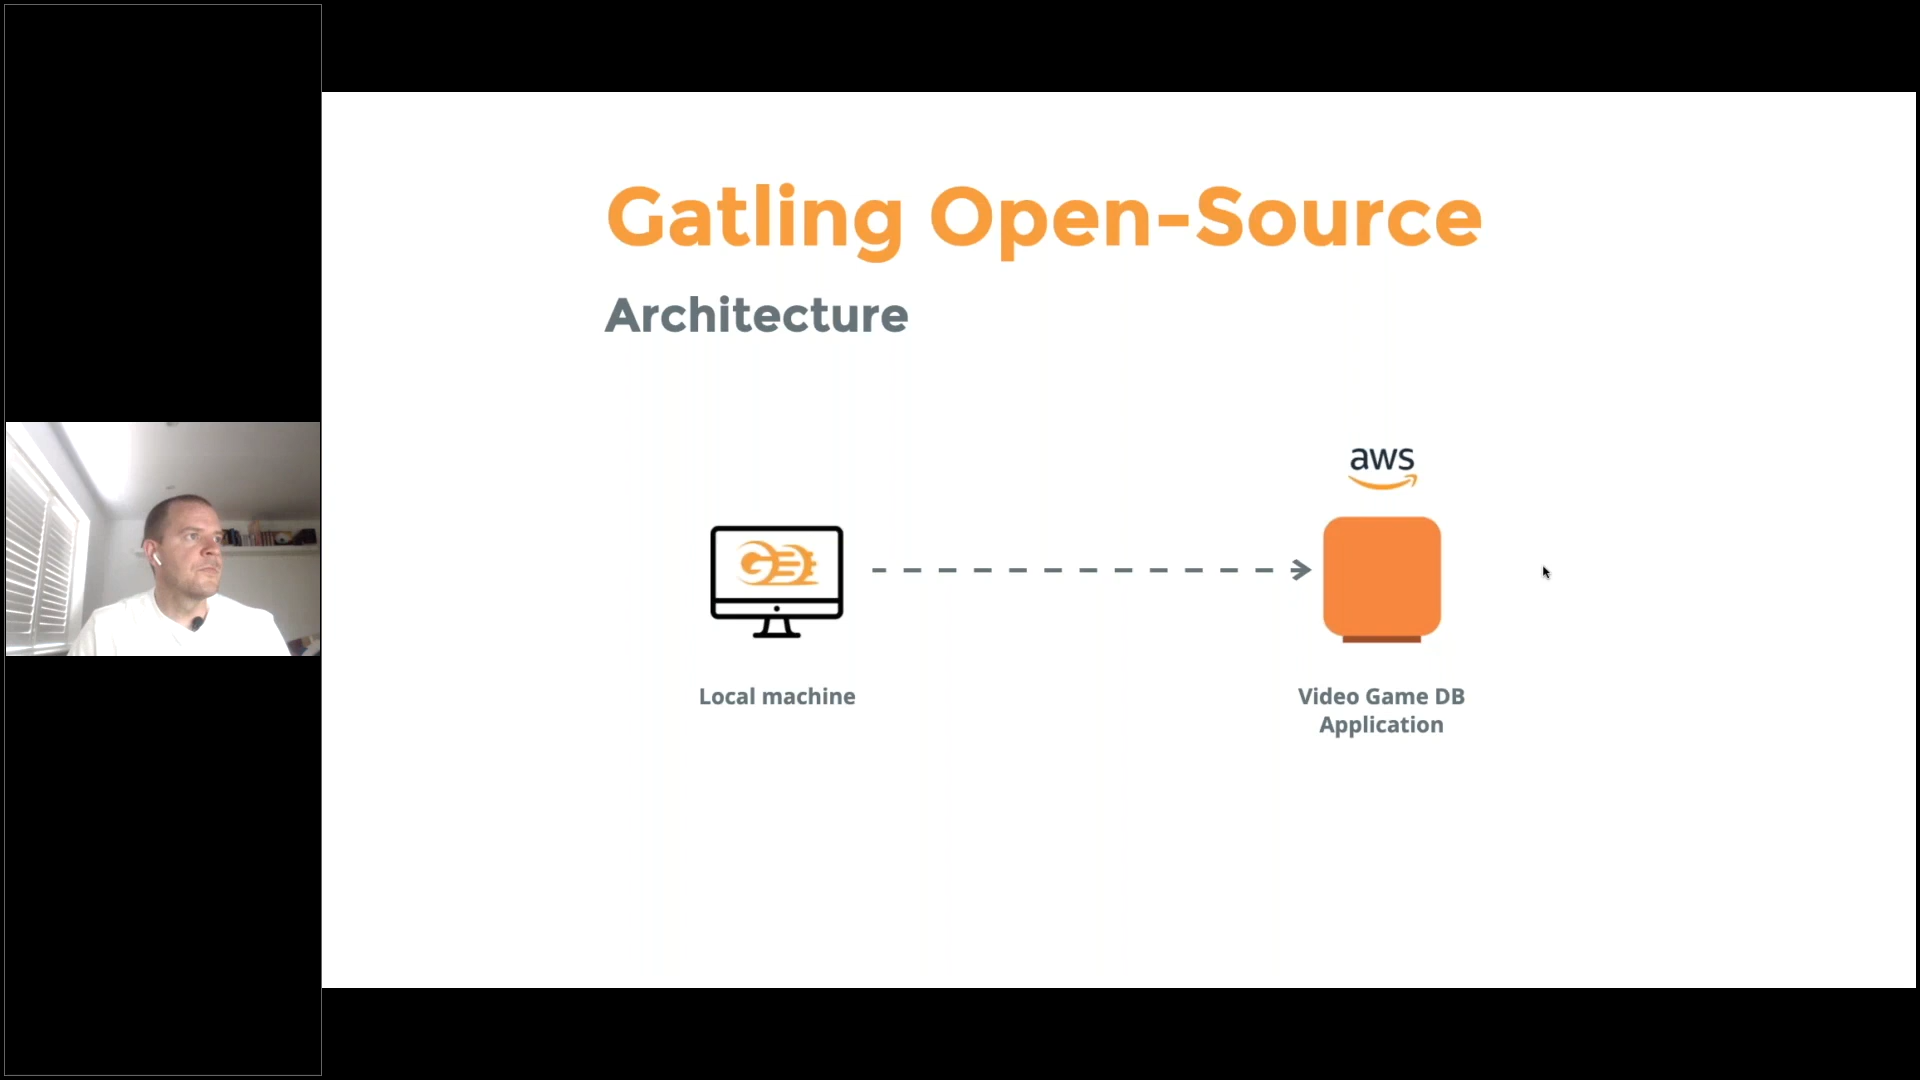 Gatling Open-Source
Architecture
aws
Local machine
Video Game DB
Application